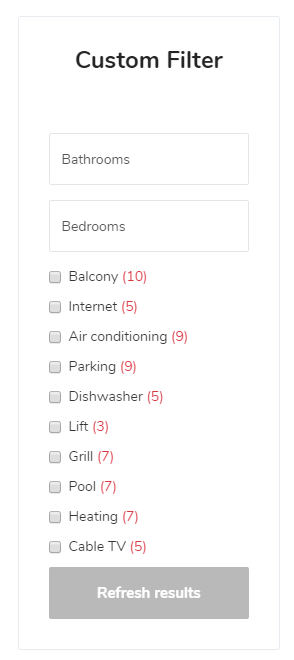 Custom Filter
Bathrooms
Bedrooms
Balcony (10)
Internet (5)
Air conditioning (9)
Parking (9)
Dishwasher (5)
Lift (3)
Grill (7)
Pool (7)
Heating (7)
Cable TV (5)
Refresh results